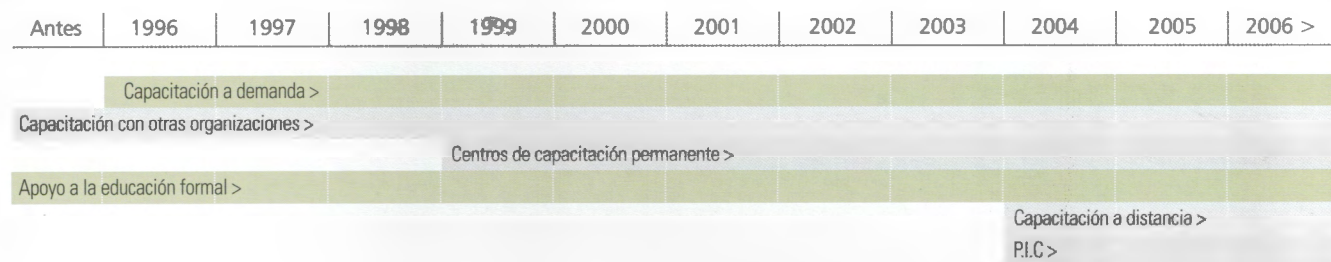 Antes 1996 1997 1998 1999 2000 2001 2002 2003 2004 2005 2006 >
Capacitación a demanda >
Capacitación con otras organizaciones >
Centros de capacitación permanente >
Apoyo a la educación formal >
Capacitación a distancia >
P.I.C >